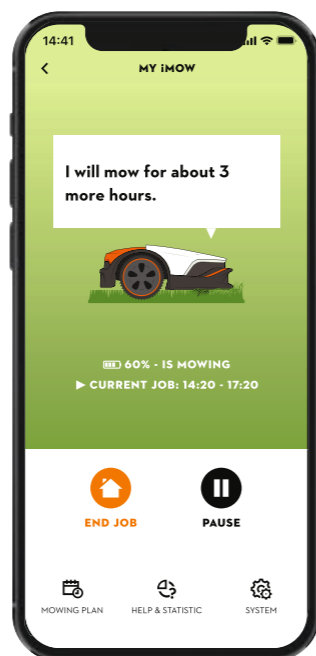 14:41
MY iMOW
I will mow for about 3
more hours.
60% - IS MOWING
CURRENT JOB: 14:20 - 17:20
END JOB
PAUSE
MOWING PLAN
HELP & STATISTIC
SYSTEM